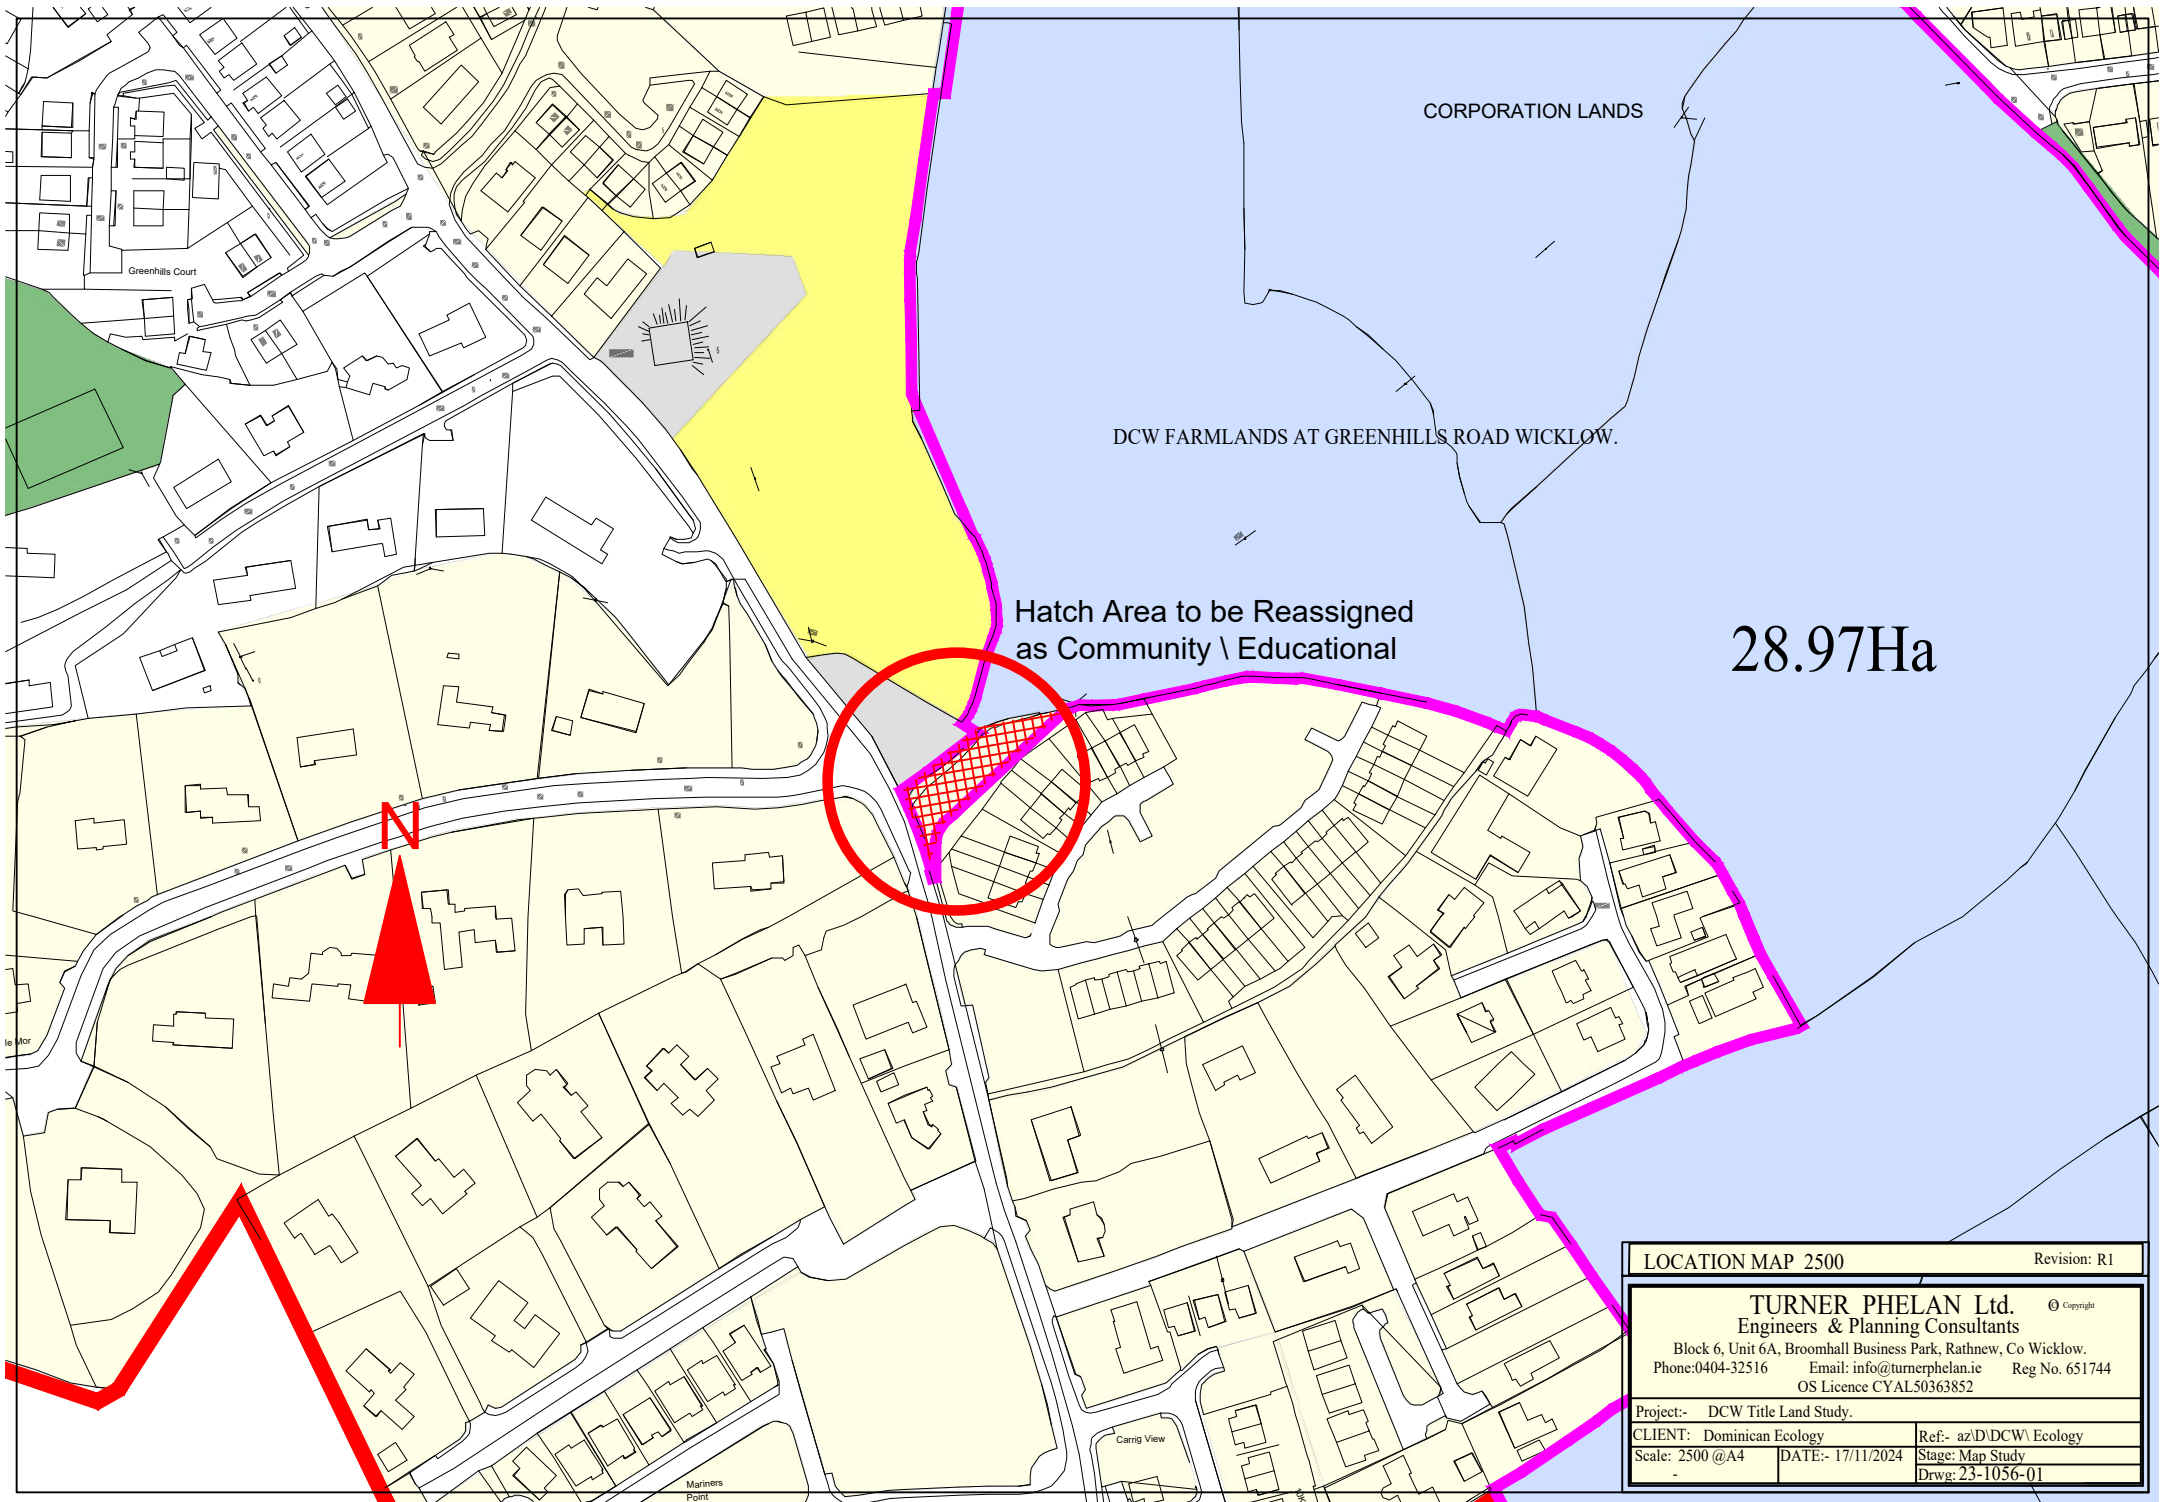 CORPORATION LANDS
Greenhills Court
DCW FARMLANDS AT GREENHILLS ROAD WICKLOW.
Hatch Area to be Reassigned
as Community \ Educational
28.97Ha
N
le Mor
Carrig View
Mariners
Point
LOCATION MAP 2500
Revision: R1
TURNER PHELAN Ltd.
© Copyright
Engineers & Planning Consultants
Block 6, Unit 6A, Broomhall Business Park, Rathnew, Co Wicklow.
Phone:0404-32516 Email: info@turnerphelan.ie Reg No. 651744
OS Licence CYAL50363852
Project:- DCW Title Land Study.
CLIENT: Dominican Ecology
Ref:- az\D\DCW\ Ecology
Scale: 2500 @A4
-
DATE:- 17/11/2024
Stage: Map Study
Drwg: 23-1056-01